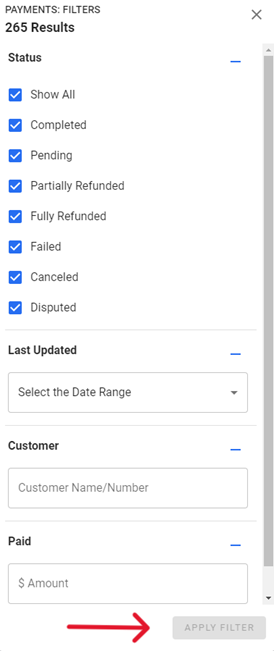 PAYMENTS: FILTERS
265 Results
Status
Show All
Completed
Pending
Partially Refunded
Fully Refunded
Failed
Canceled
Disputed
Last Updated
Select the Date Range
Customer
Customer Name/Number
Paid
$ Amount
APPLY FILTER